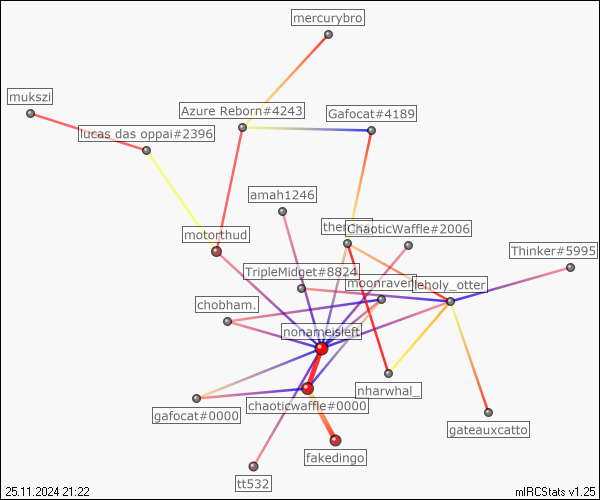 mercurybro
mukszi
Azure Reborn#4243
Gafocat#4189
lucas das oppai#2396
amah1246
motorthud
ChaoticWaffle#2006
Thinker#5995
TripleMidget#8824
moonraven
leholy_otter
chobham.
nonameisleft
nharwhal_
gafocat#0000
chaoticwaffle#0000
gateauxcatto
fakedingo
tt532
25.11.2024 21:22
mIRCStats v1.25